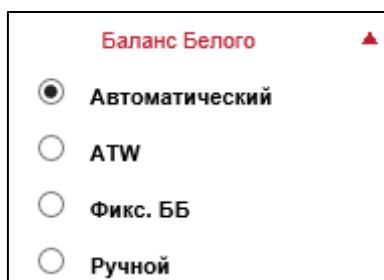 Баланс Белого
Автоматический
ATW
Фикс. ББ
Ручной